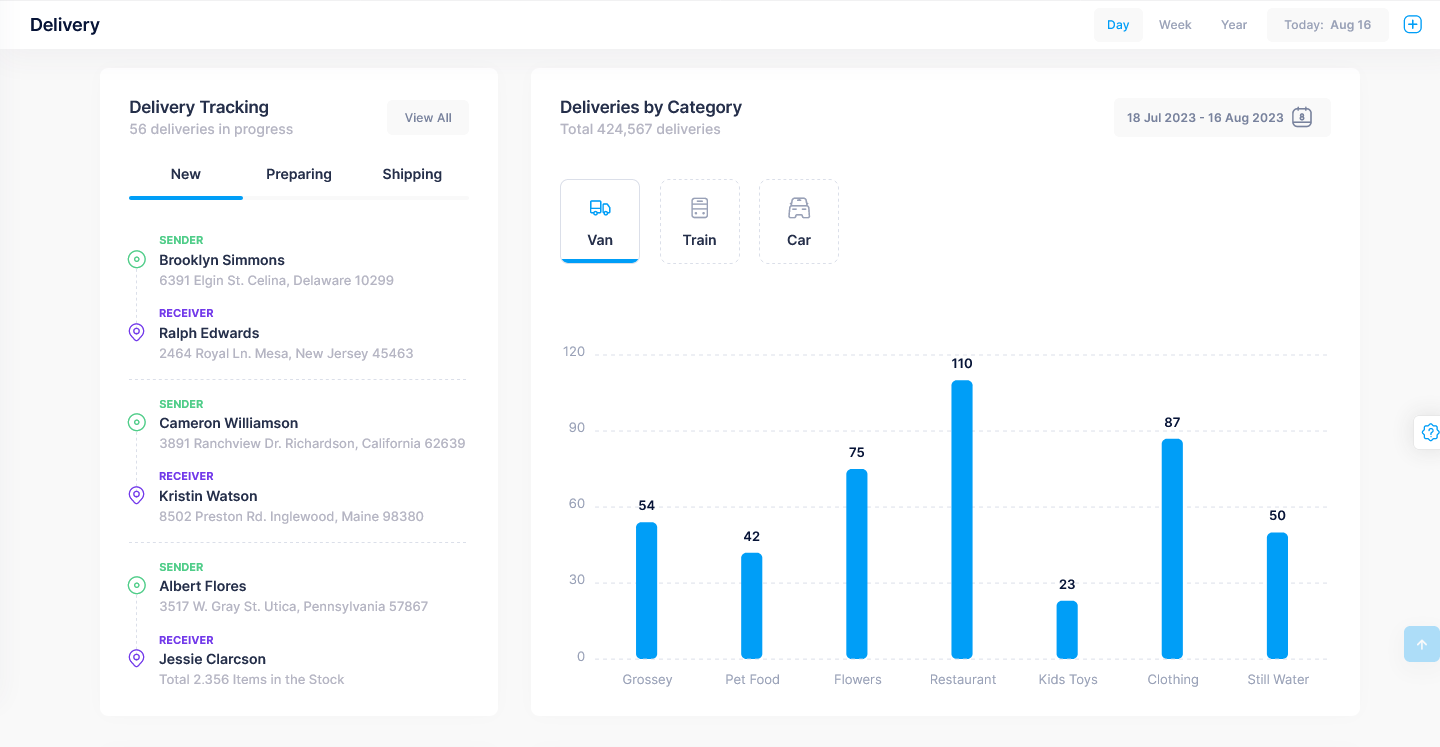 Delivery
Day Week Year Today: Aug 16
Delivery Tracking
56 deliveries in progress
View All
New Preparing Shipping
SENDER
Brooklyn Simmons
6391 Elgin St. Celina, Delaware 10299
RECEIVER
Ralph Edwards
2464 Royal Ln. Mesa, New Jersey 45463
SENDER
Cameron Williamson
3891 Ranchview Dr. Richardson, California 62639
RECEIVER
Kristin Watson
8502 Preston Rd. Inglewood, Maine 98380
SENDER
Albert Flores
3517 W. Gray St. Utica, Pennsylvania 57867
RECEIVER
Jessie Clarcson
Total 2.356 Items in the Stock
Deliveries by Category
Total 424,567 deliveries
18 Jul 2023 - 16 Aug 2023 8
Van Train Car
120
90
60
30
0
54
42
75
110
23
87
50
Grossey Pet Food Flowers Restaurant Kids Toys Clothing Still Water
?